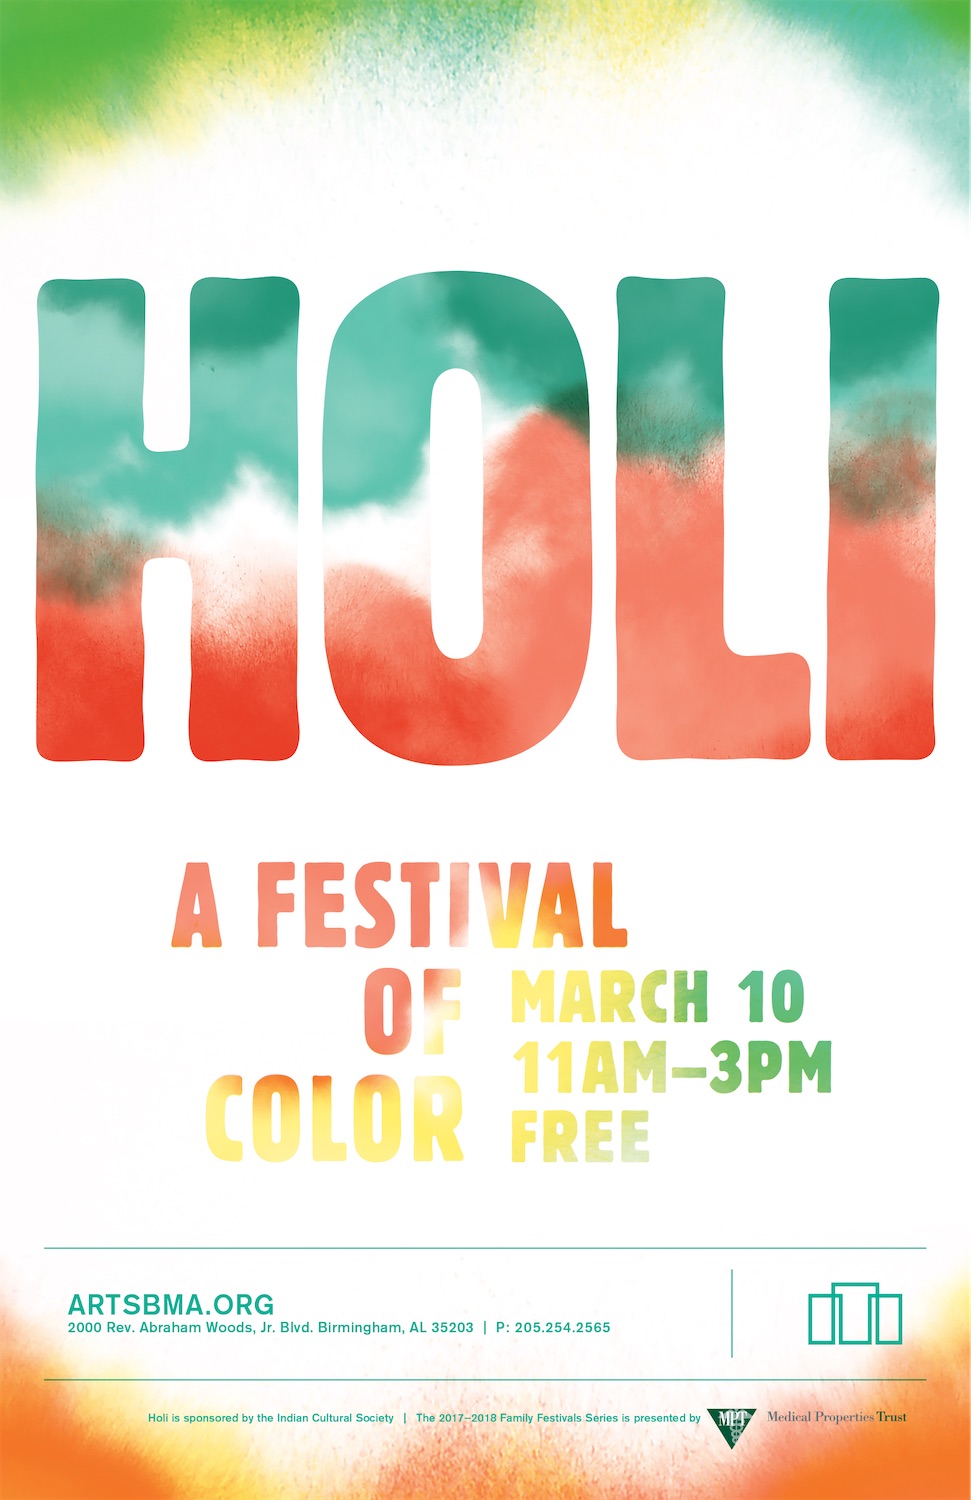 HOLI
A FESTIVAL
OF
COLOR
MARCH 10
11AM–3PM
FREE
ARTSBMA.ORG
2000 Rev. Abraham Woods, Jr. Blvd. Birmingham, AL 35203 | P: 205.254.2565
Holi is sponsored by the Indian Cultural Society | The 2017–2018 Family Festivals Series is presented by MPT Medical Properties Trust